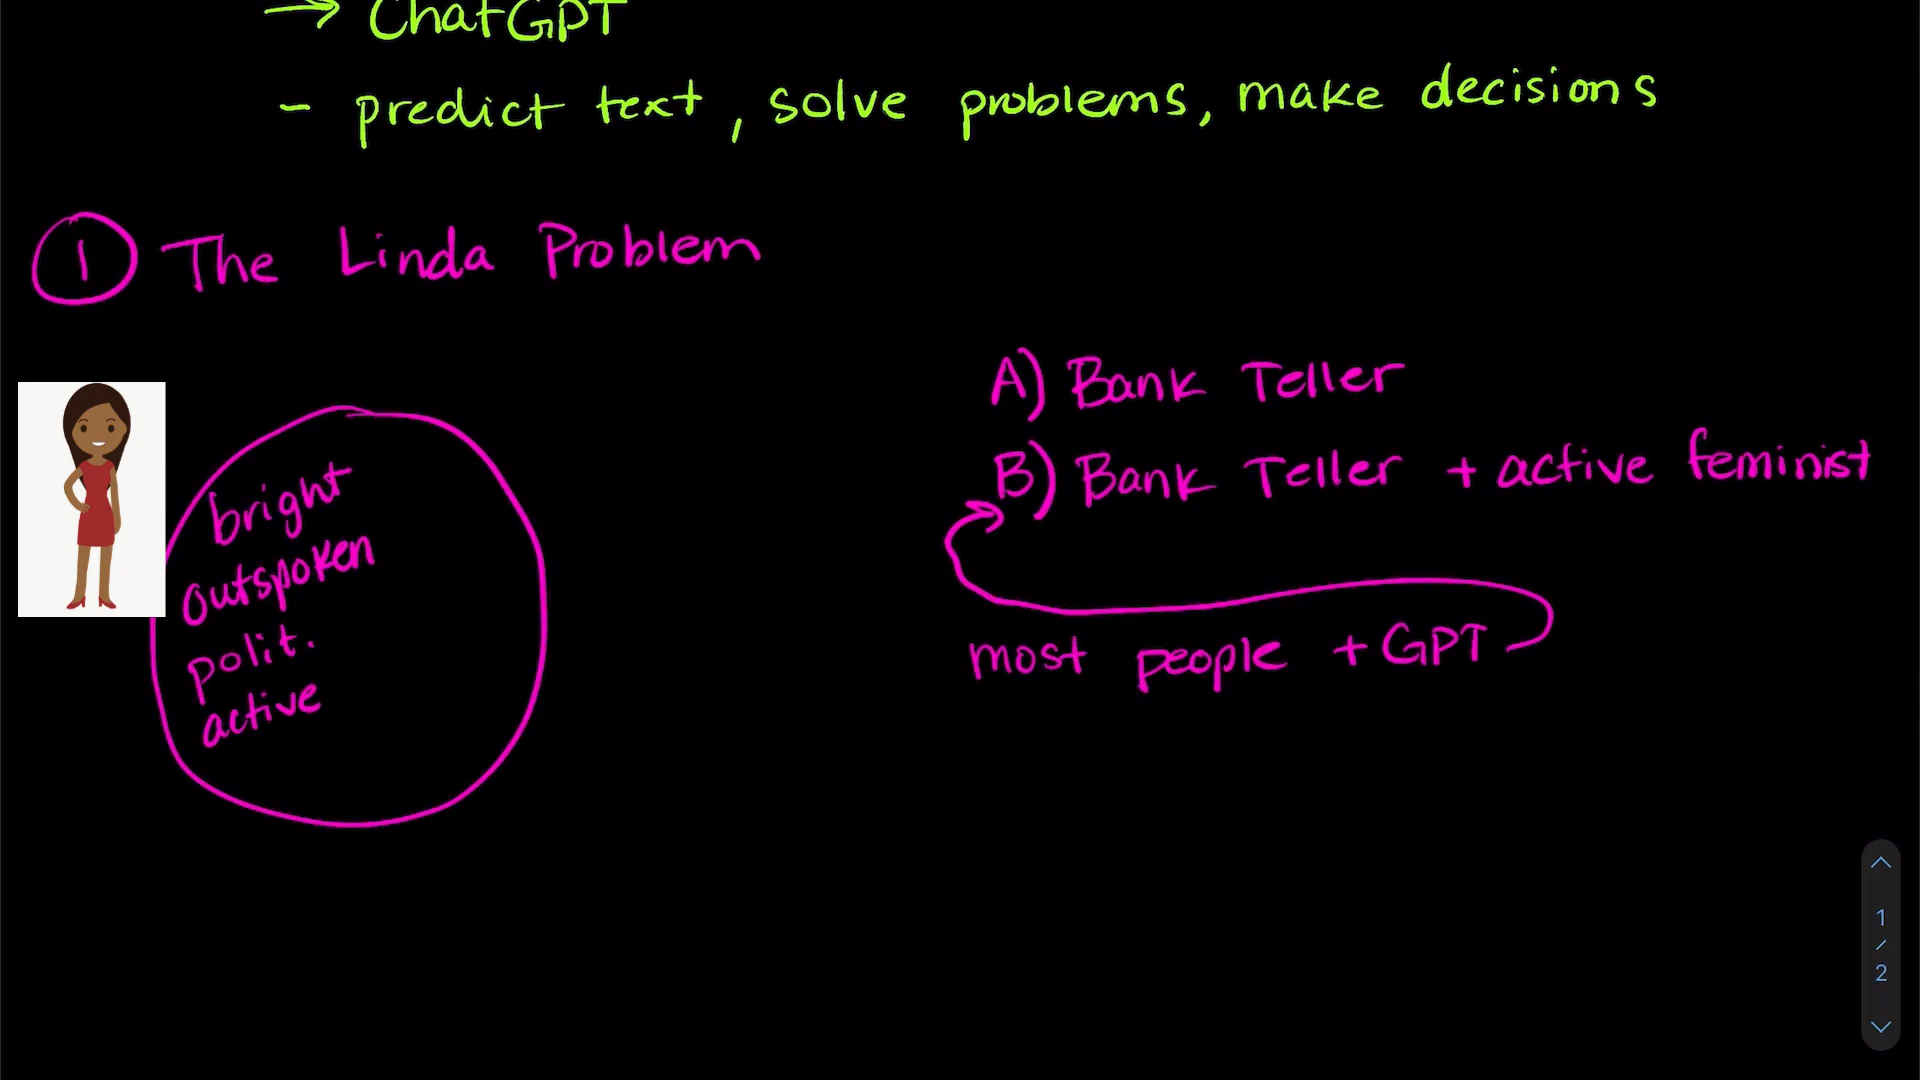 → ChatGPT
- predict text, solve problems, make decisions
1 The Linda Problem
bright
outspoken
polit.
active
A) Bank Teller
B) Bank Teller + active feminist
most people + GPT
1
/
2